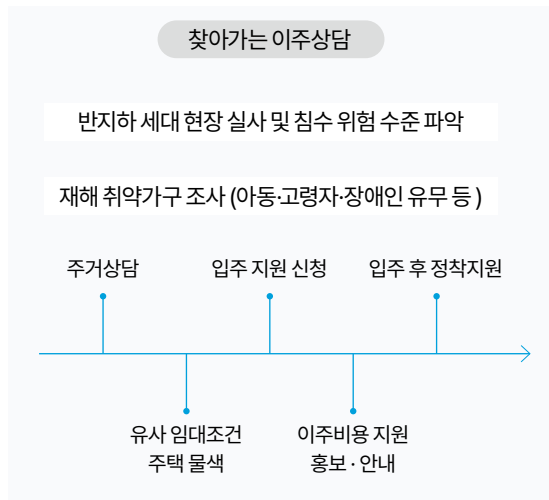 찾아가는 이주상담
반지하 세대 현장 실사 및 침수 위험 수준 파악
재해 취약가구 조사 (아동·고령자·장애인 유무 등 )
주거상담
입주 지원 신청
입주 후 정착지원
유사 임대조건
주택 물색
이주비용 지원
홍보 · 안내